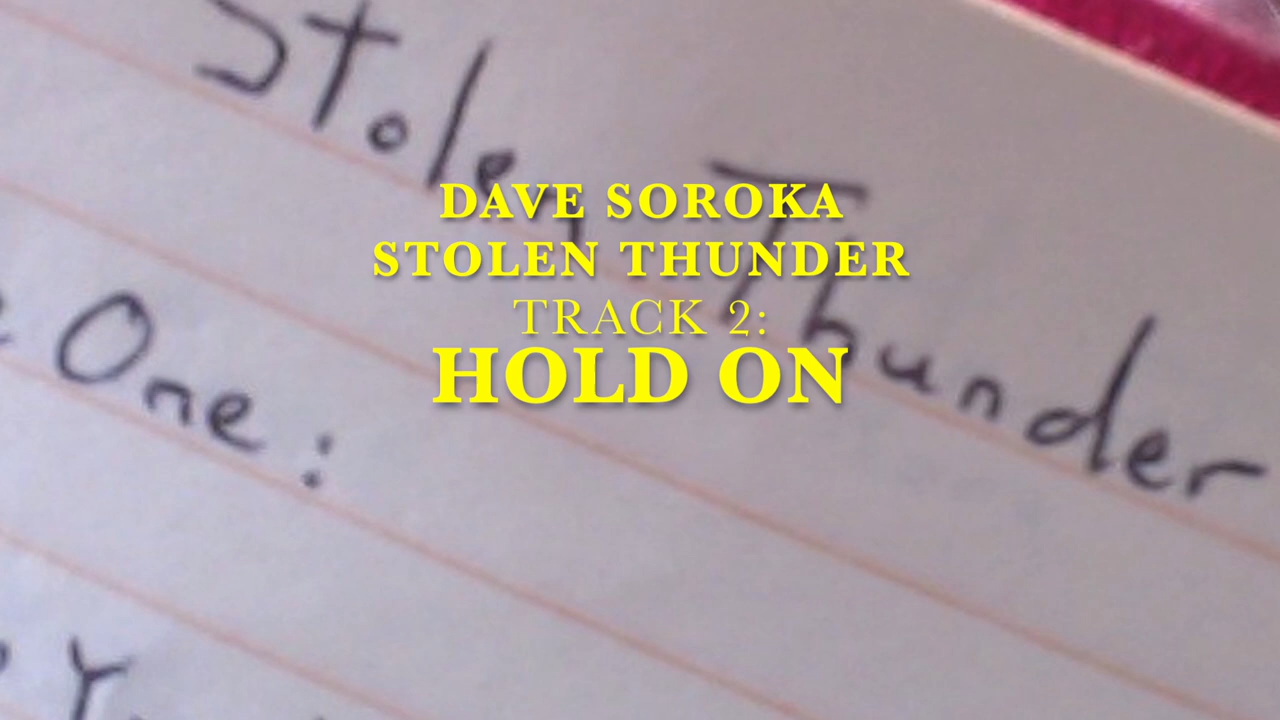 Stolen Thunder
DAVE SOROKA
STOLEN THUNDER
TRACK 2:
HOLD ON
One: